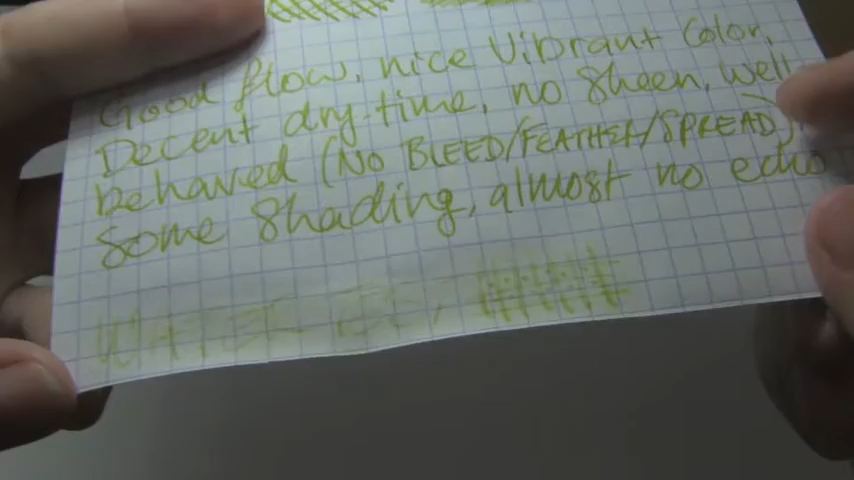 Good flow, nice vibrant color.
Decent dry-time, no sheen, well
behaved (NO BLEED/FEATHER/SPREAD)
Some shading, almost no echo